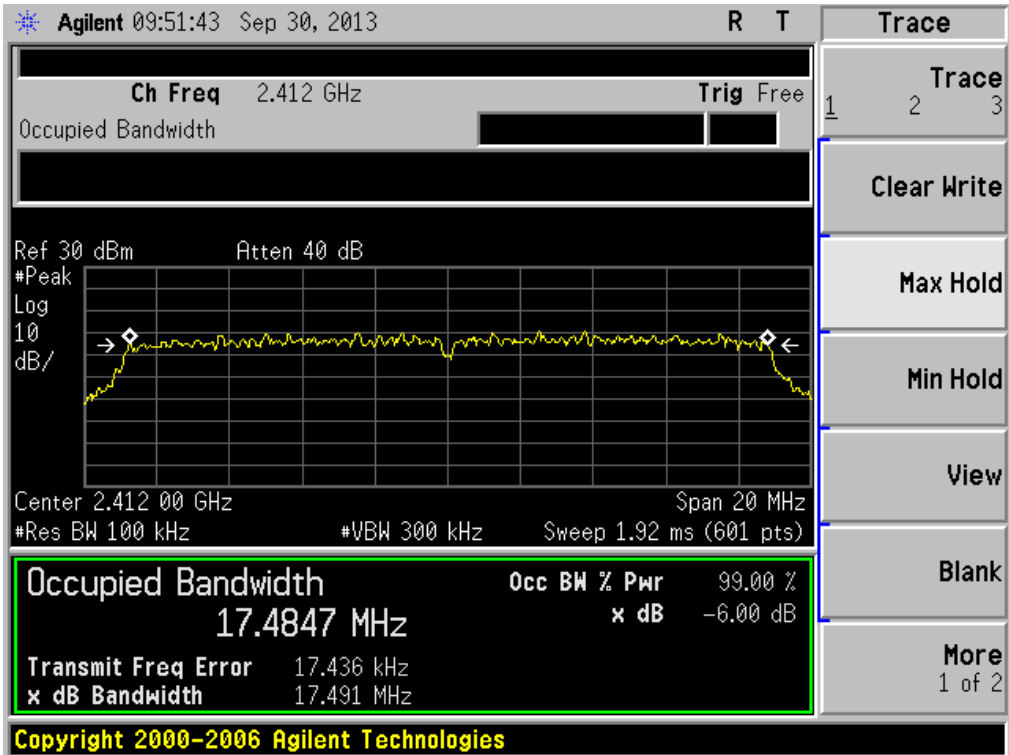 Agilent 09:51:43 Sep 30, 2013 R T
Trace
Ch Freq 2.412 GHz Trig Free
Occupied Bandwidth
Ref 30 dBm Atten 40 dB
#Peak
Log
10
dB/
Center 2.412 00 GHz Span 20 MHz
#Res BW 100 kHz #VBW 300 kHz Sweep 1.92 ms (601 pts)
Occupied Bandwidth
17.4847 MHz
Occ BW % Pwr 99.00 %
x dB -6.00 dB
Transmit Freq Error 17.436 kHz
x dB Bandwidth 17.491 MHz
Trace
1 2 3
Clear Write
Max Hold
Min Hold
View
Blank
More
1 of 2
Copyright 2000-2006 Agilent Technologies